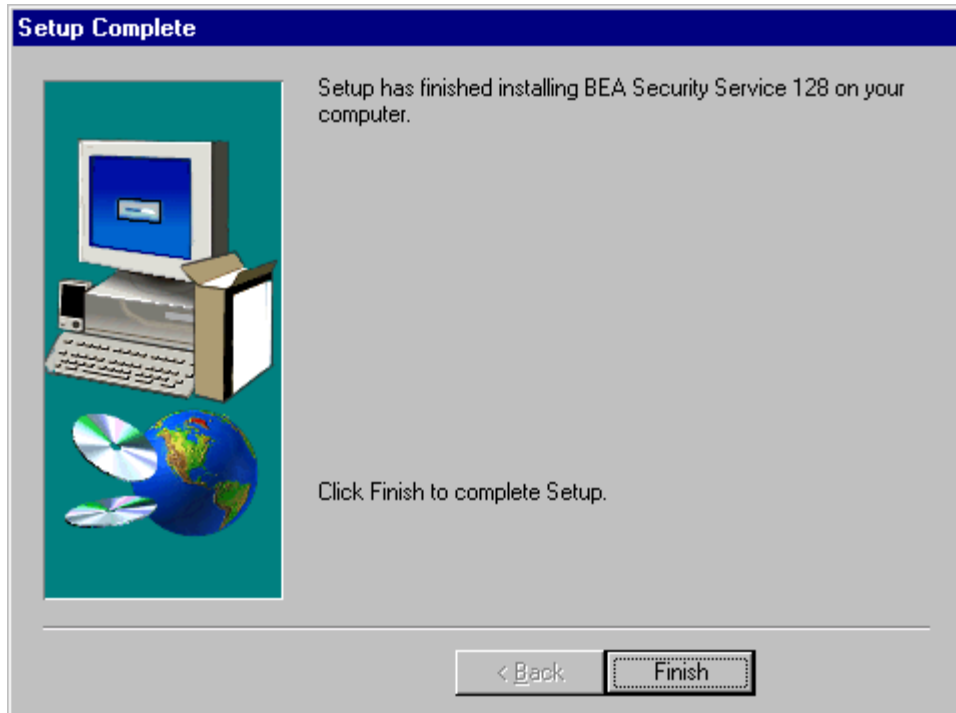 Setup Complete
Setup has finished installing BEA Security Service 128 on your
computer.
Click Finish to complete Setup.
< Back
Finish